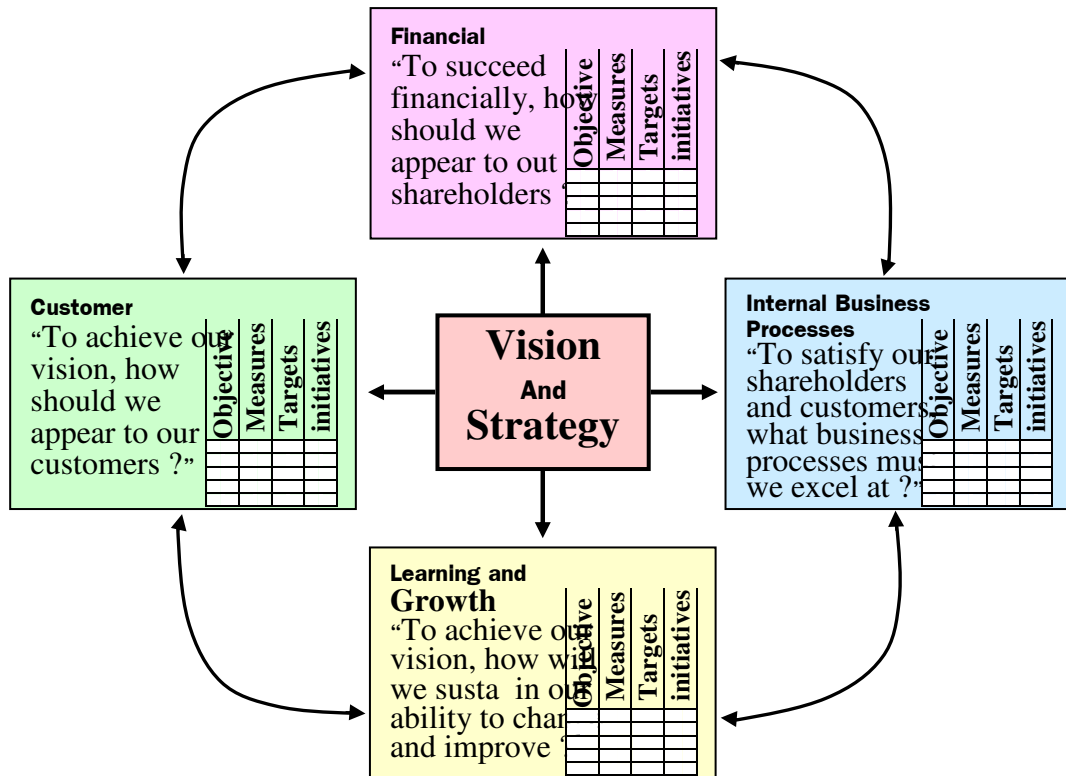 Financial
“To succeed
financially, how
should we
appear to out
shareholders
Objective
Measures
Targets
initiatives
Customer
“To achieve our
vision, how
should we
appear to our
customers ?”
Objective
Measures
Targets
initiatives
Vision
And
Strategy
Internal Business
Processes
“To satisfy our
shareholders
and customers,
what business
processes mus
we excel at ?”
Objective
Measures
Targets
initiatives
Learning and
Growth
“To achieve our
vision, how will
we susta in our
ability to chan
and improve
Objective
Measures
Targets
initiatives